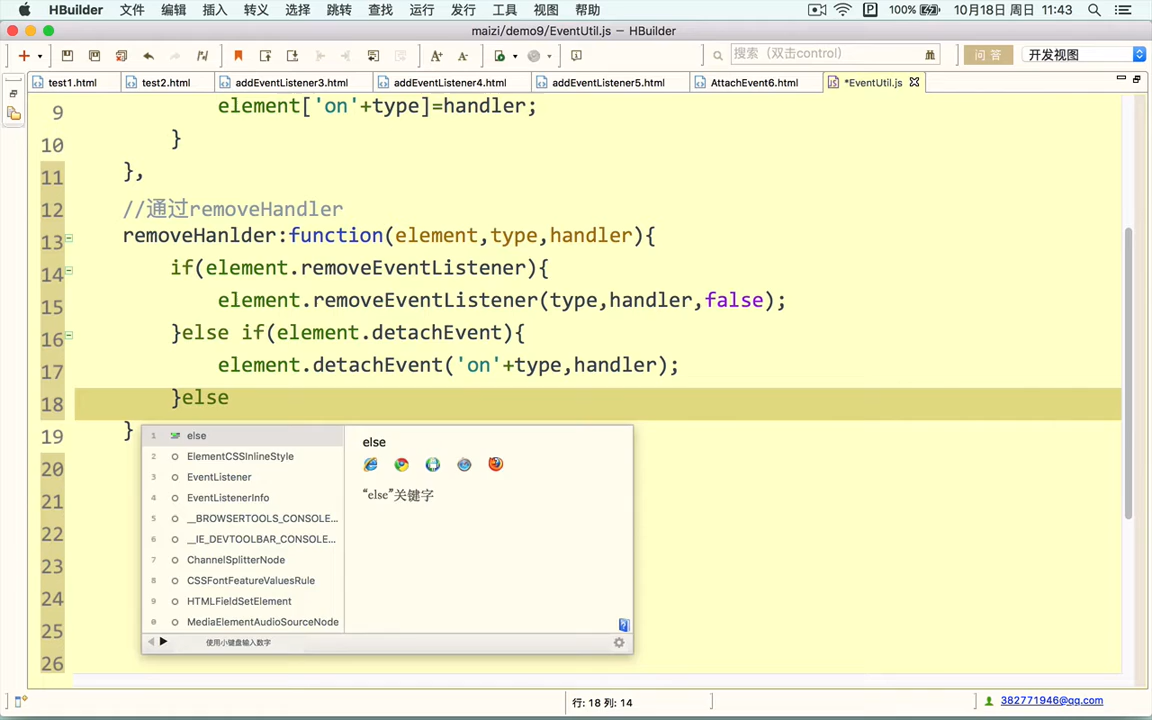 HBuilder 文件 编辑 插入 转义 选择 跳转 查找 运行 发行 工具 视图 帮助 P 100% 10月18日 周日 11:43
maizi/demo9/EventUtil.js — HBuilder
搜索（双击control） 问 答 开发视图
test1.html test2.html addEventListener3.html addEventListener4.html addEventListener5.html AttachEvent6.html *EventUtil.js
9 element['on'+type]=handler;
10 }
11 },
12 //通过removeHandler
13 removeHanlder:function(element,type,handler){
14 if(element.removeEventListener){
15 element.removeEventListener(type,handler,false);
16 }else if(element.detachEvent){
17 element.detachEvent('on'+type,handler);
18 }else
19 }
20
21
22
23
24
25
26
1 else
2 ElementCSSInlineStyle
3 EventListener
4 EventListenerInfo
5 __BROWSERTOOLS_CONSOLE...
6 __IE_DEVTOOLBAR_CONSOLE...
7 ChannelSplitterNode
8 CSSFontFeatureValuesRule
9 HTMLFieldSetElement
0 MediaElementAudioSourceNode
使用小键盘输入数字
else
“else”关键字
行: 18 列: 14
382771946@qq.com